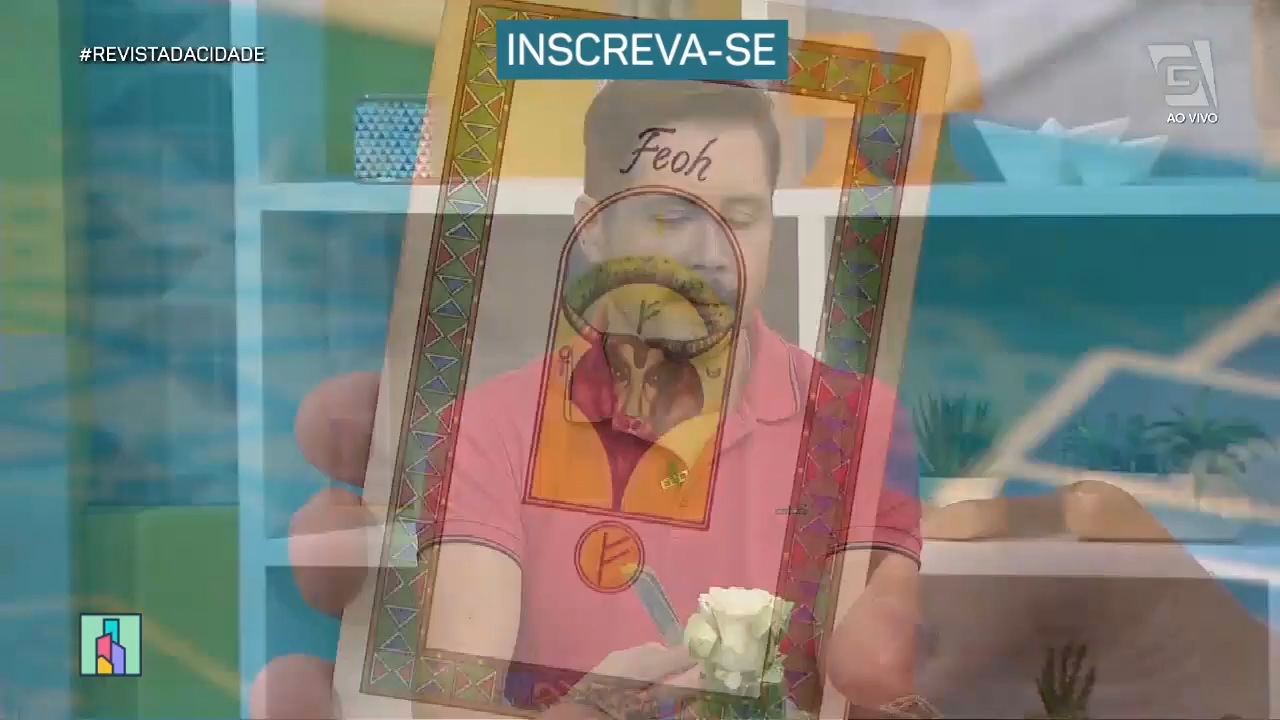 INSCREVA-SE
#REVISTADACIDADE
G
AO VIVO
Feoh